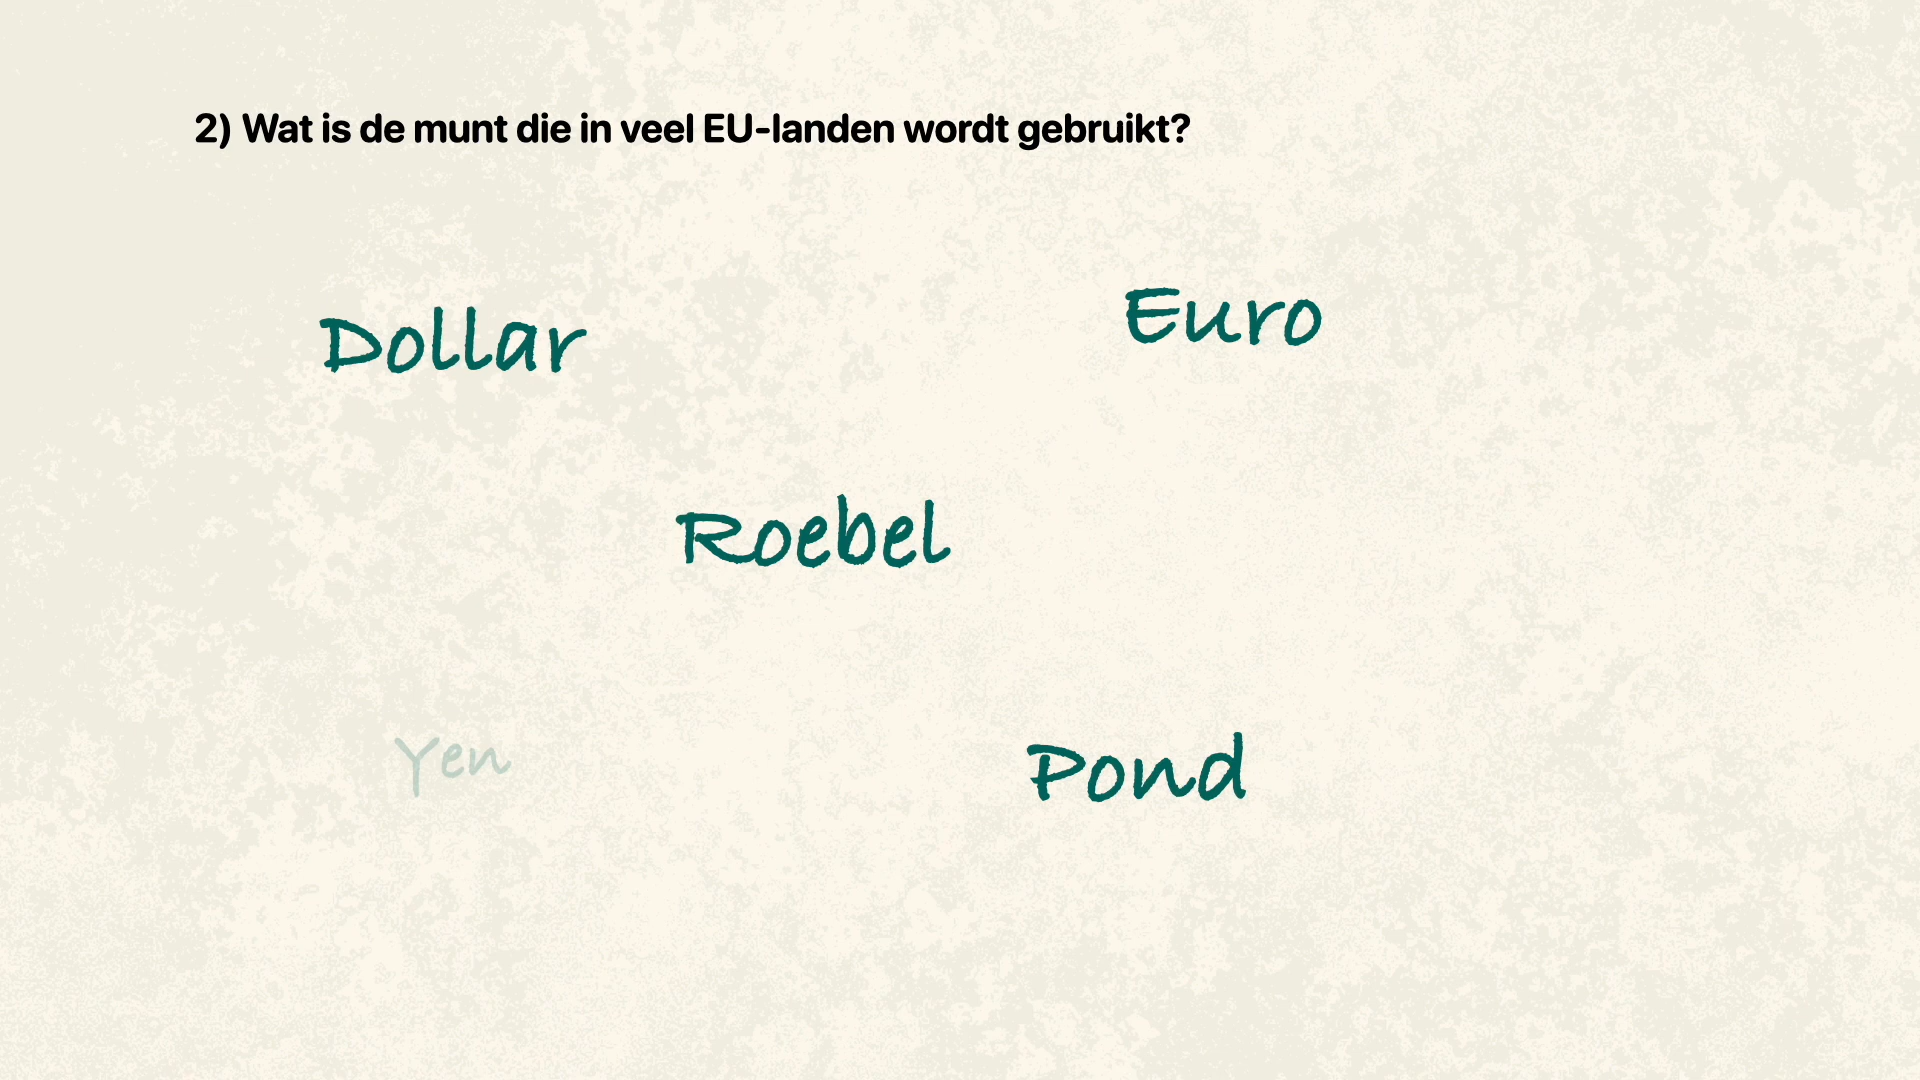 2) Wat is de munt die in veel EU-landen wordt gebruikt?
Dollar
Euro
Roebel
Yen
Pond